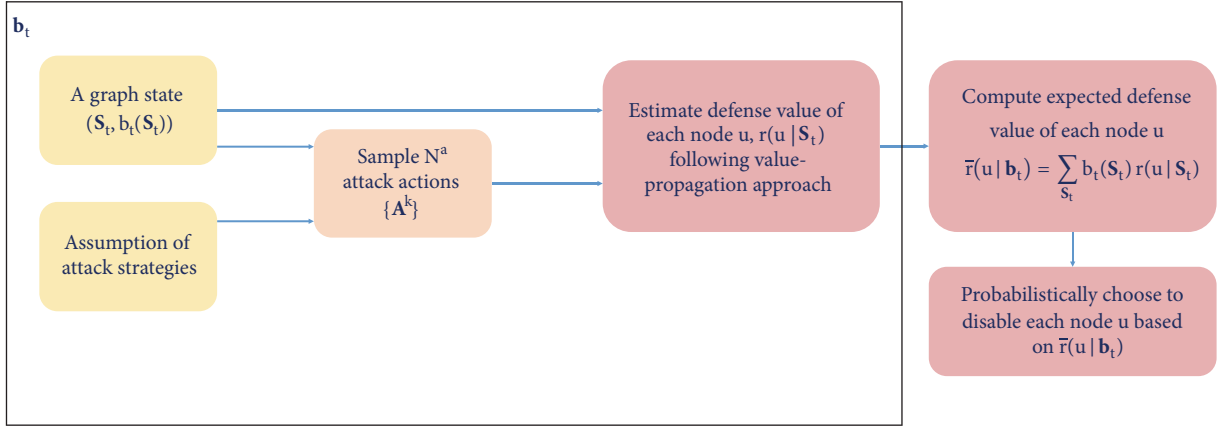 b_t
A graph state
(S_t, b_t(S_t))
Assumption of
attack strategies
Sample N^a
attack actions
{A^k}
Estimate defense value of
each node u, r(u | S_t)
following value-
propagation approach
Compute expected defense
value of each node u
r̅(u | b_t) = ∑_{S_t} b_t(S_t) r(u | S_t)
Probabilistically choose to
disable each node u based
on r̅(u | b_t)